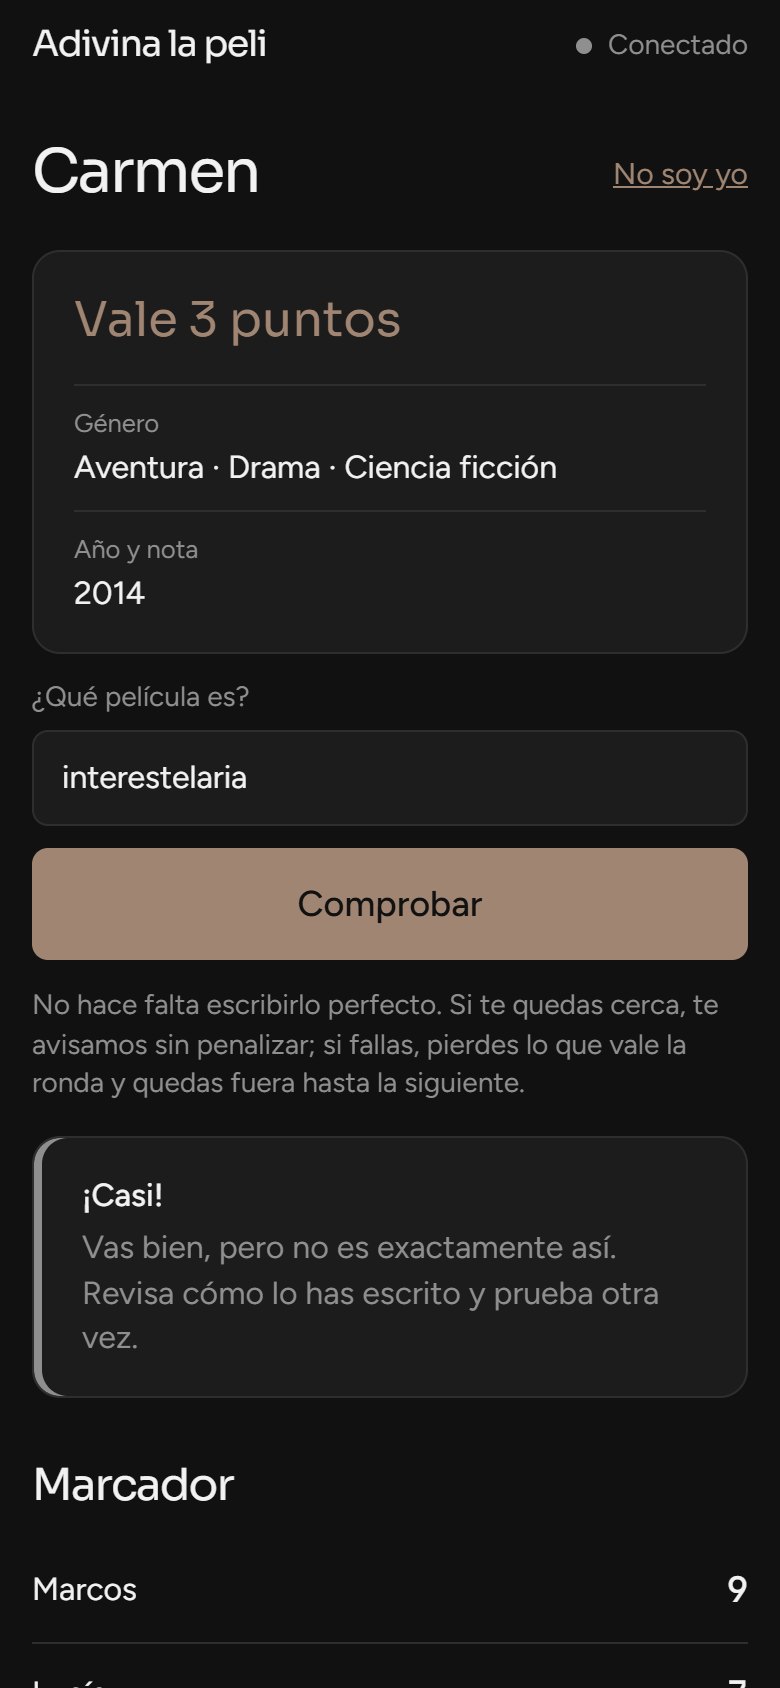 Adivina la peli
Conectado
Carmen
No soy yo
Vale 3 puntos
Género
Aventura · Drama · Ciencia ficción
Año y nota
2014
¿Qué película es?
interestelaria
Comprobar
No hace falta escribirlo perfecto. Si te quedas cerca, te
avisamos sin penalizar; si fallas, pierdes lo que vale la
ronda y quedas fuera hasta la siguiente.
¡Casi!
Vas bien, pero no es exactamente así.
Revisa cómo lo has escrito y prueba otra
vez.
Marcador
Marcos
9